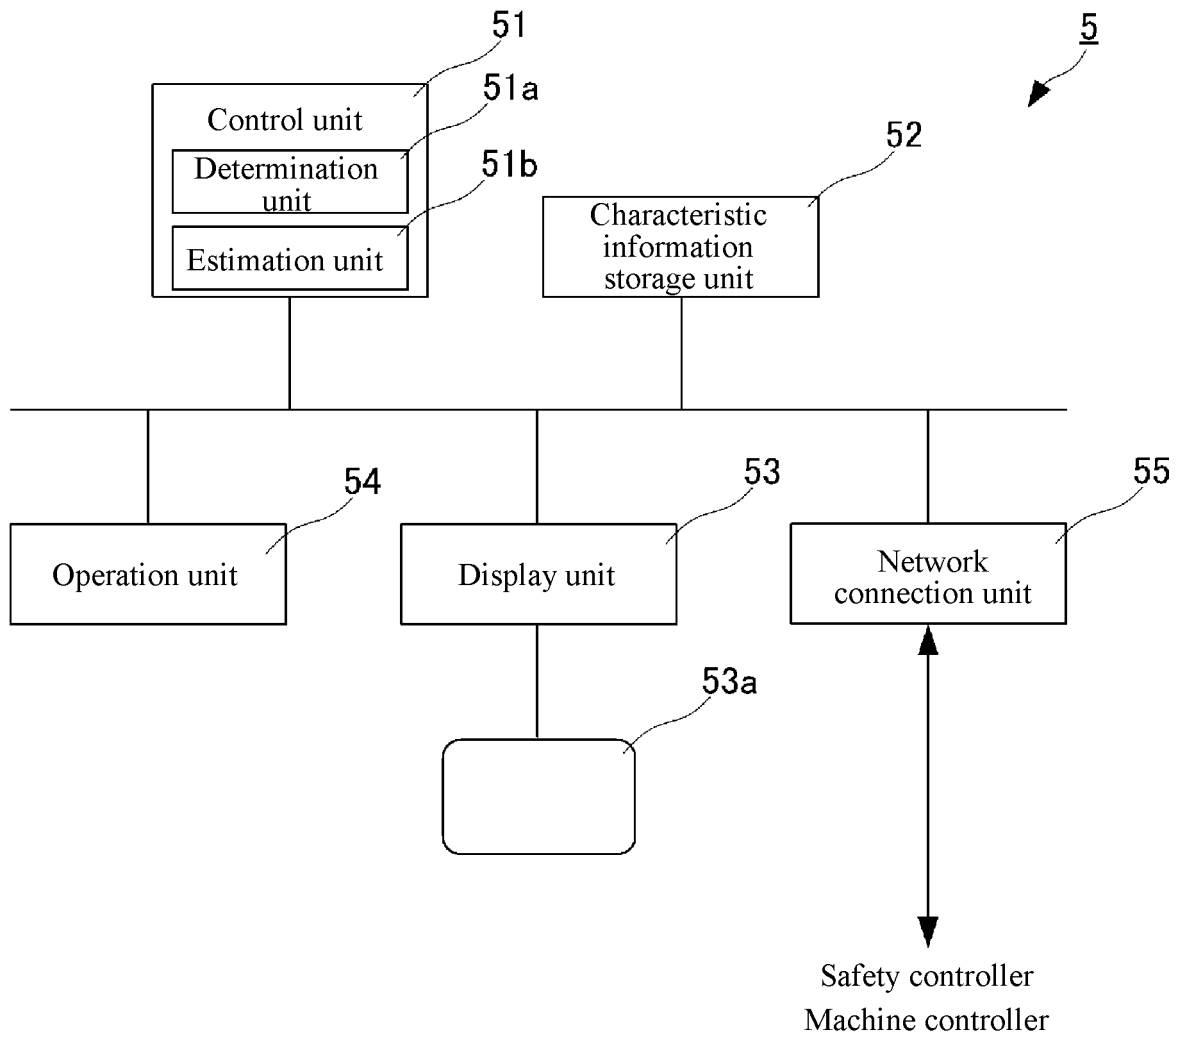 51
5
51a
Control unit
52
Determination
unit
51b
Characteristic
information
storage unit
Estimation unit
54
53
55
Operation unit
Display unit
Network
connection unit
53a
Safety controller
Machine controller